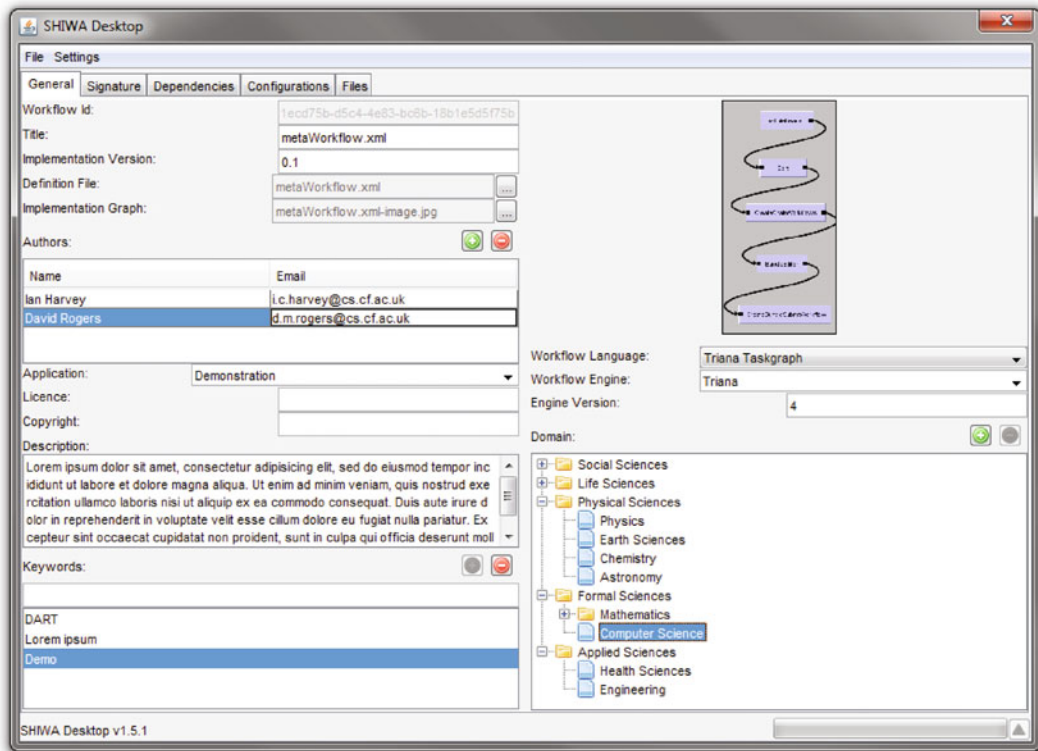 SHIWA Desktop
File Settings
General Signature Dependencies Configurations Files
Workflow Id: 1ecd75b-d5c4-4e83-bc6b-18b1e5d5f75b
Title: metaWorkflow.xml
Implementation Version: 0.1
Definition File: metaWorkflow.xml ...
Implementation Graph: metaWorkflow.xml-image.jpg ...
Authors:
Name Email
Ian Harvey i.c.harvey@cs.cf.ac.uk
David Rogers d.m.rogers@cs.cf.ac.uk
Application: Demonstration
Licence:
Copyright:
Description:
Lorem ipsum dolor sit amet, consectetur adipisicing elit, sed do eiusmod tempor inc
ididunt ut labore et dolore magna aliqua. Ut enim ad minim veniam, quis nostrud exe
rcitation ullamco laboris nisi ut aliquip ex ea commodo consequat. Duis aute irure d
olor in reprehenderit in voluptate velit esse cillum dolore eu fugiat nulla pariatur. Ex
cepteur sint occaecat cupidatat non proident, sunt in culpa qui officia deserunt moll
Keywords:
DART
Lorem ipsum
Demo
Workflow Language: Triana Taskgraph
Workflow Engine: Triana
Engine Version: 4
Domain:
Social Sciences
Life Sciences
Physical Sciences
Physics
Earth Sciences
Chemistry
Astronomy
Formal Sciences
Mathematics
Computer Science
Applied Sciences
Health Sciences
Engineering
SHIWA Desktop v1.5.1